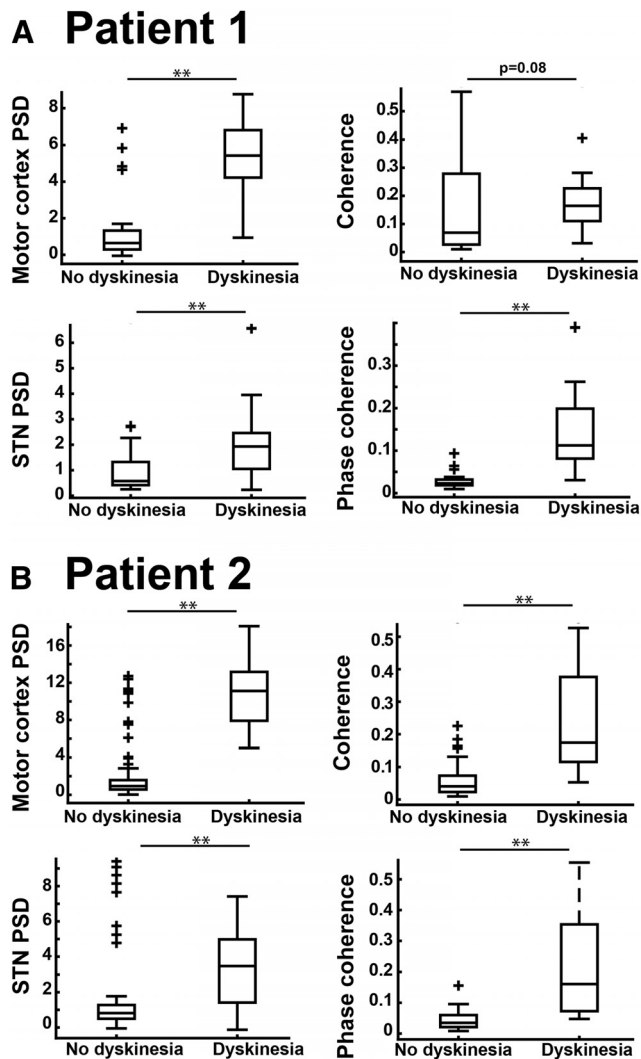 A Patient 1
**
Motor cortex PSD
8
6
4
2
0
No dyskinesia Dyskinesia
p=0.08
Coherence
0.5
0.4
0.3
0.2
0.1
0
No dyskinesia Dyskinesia
**
STN PSD
6
5
4
3
2
1
0
No dyskinesia Dyskinesia
**
Phase coherence
0.3
0.2
0.1
0
No dyskinesia Dyskinesia
B Patient 2
**
Motor cortex PSD
16
12
8
4
0
No dyskinesia Dyskinesia
**
Coherence
0.5
0.4
0.3
0.2
0.1
0
No dyskinesia Dyskinesia
**
STN PSD
8
6
4
2
0
No dyskinesia Dyskinesia
**
Phase coherence
0.5
0.4
0.3
0.2
0.1
0
No dyskinesia Dyskinesia